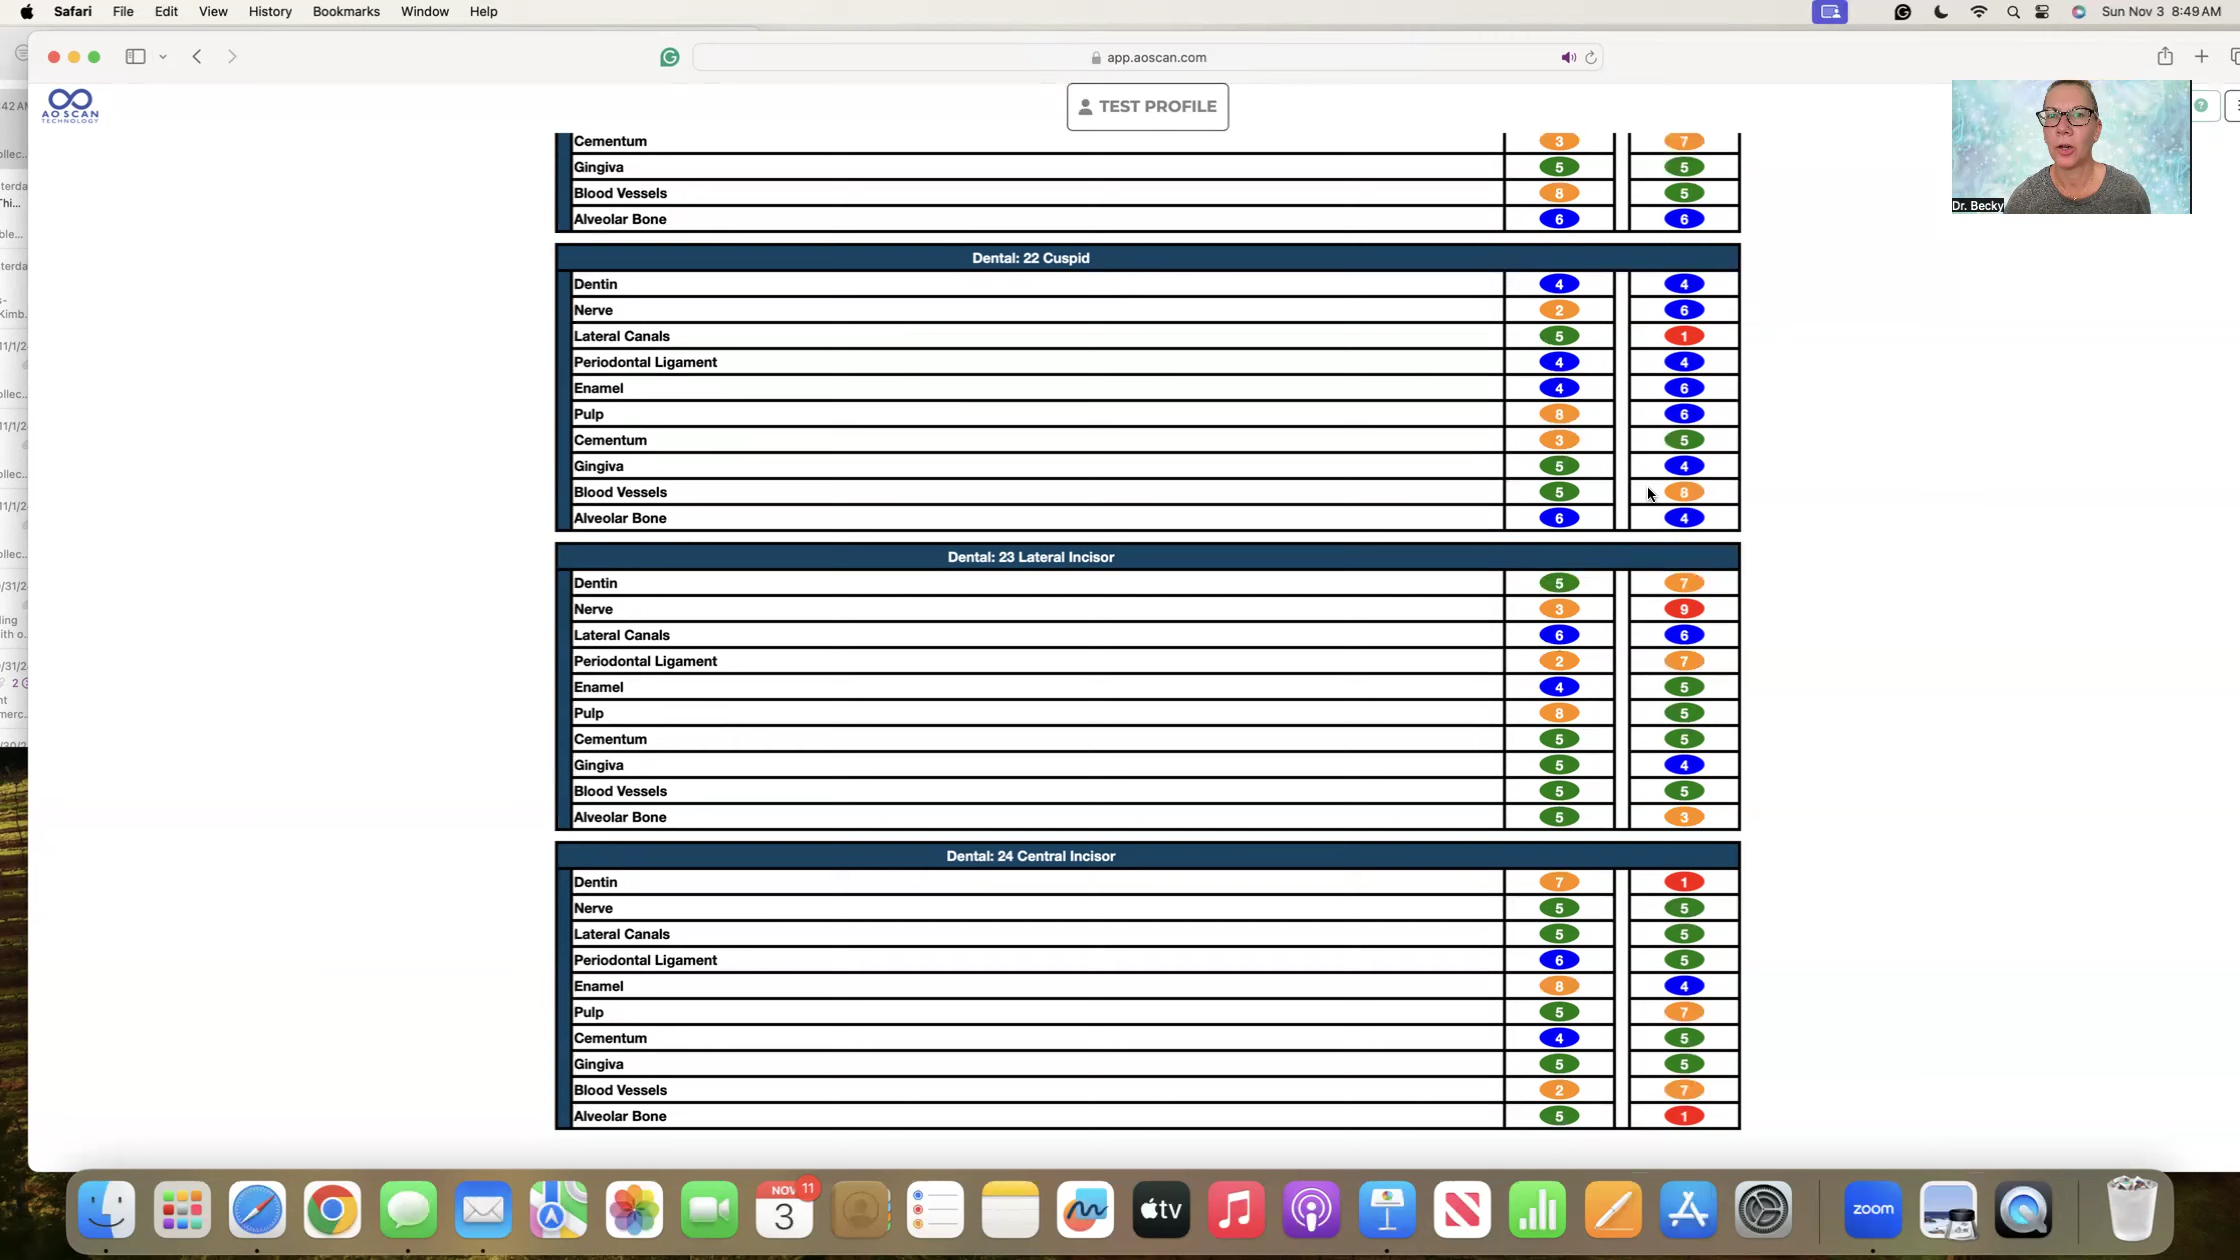 Safari File Edit View History Bookmarks Window Help Sun Nov 3 8:49 AM
app.aoscan.com
AO SCAN
TECHNOLOGY
TEST PROFILE
Dr. Becky
Cementum 3 7
Gingiva 5 5
Blood Vessels 8 5
Alveolar Bone 6 6
Dental: 22 Cuspid
Dentin 4 4
Nerve 2 6
Lateral Canals 5 1
Periodontal Ligament 4 4
Enamel 4 6
Pulp 8 6
Cementum 3 5
Gingiva 5 4
Blood Vessels 5 8
Alveolar Bone 6 4
Dental: 23 Lateral Incisor
Dentin 5 7
Nerve 3 9
Lateral Canals 6 6
Periodontal Ligament 2 7
Enamel 4 5
Pulp 8 5
Cementum 5 5
Gingiva 5 4
Blood Vessels 5 5
Alveolar Bone 5 3
Dental: 24 Central Incisor
Dentin 7 1
Nerve 5 5
Lateral Canals 5 5
Periodontal Ligament 6 5
Enamel 8 4
Pulp 5 7
Cementum 4 5
Gingiva 5 5
Blood Vessels 2 7
Alveolar Bone 5 1
NOV 11
3
tv
zoom